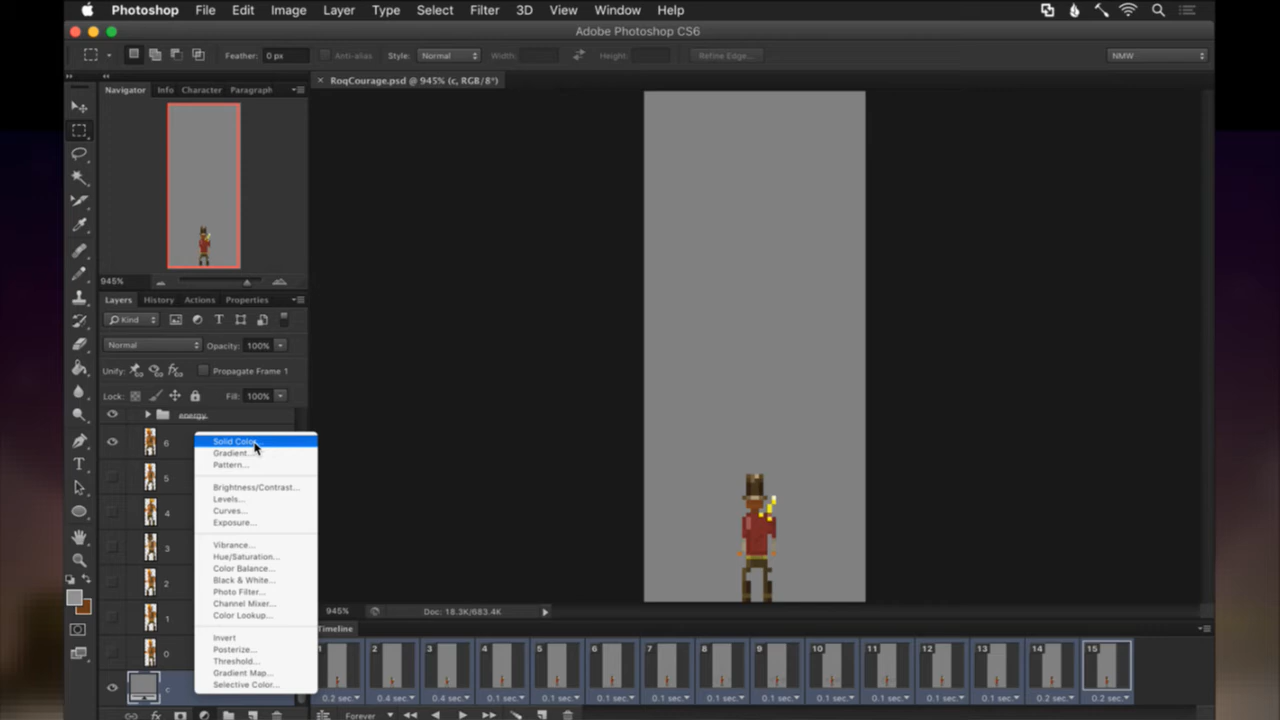 Photoshop File Edit Image Layer Type Select Filter 3D View Window Help
Adobe Photoshop CS6
Feather: 0 px Anti-alias Style: Normal Width: Height: Refine Edge... NMW
× RoqCourage.psd @ 945% (c, RGB/8*)
Navigator Info Character Paragraph
945%
Layers History Actions Properties
Kind
Normal Opacity: 100%
Unify: Propagate Frame 1
Lock: Fill: 100%
energy
6
5
4
3
2
1
0
c
Solid Color...
Gradient...
Pattern...
Brightness/Contrast...
Levels...
Curves...
Exposure...
Vibrance...
Hue/Saturation...
Color Balance...
Black & White...
Photo Filter...
Channel Mixer...
Color Lookup...
Invert
Posterize...
Threshold...
Gradient Map...
Selective Color...
945% Doc: 18.3K/683.4K
Timeline
1 2 3 4 5 6 7 8 9 10 11 12 13 14 15
0.2 sec. 0.4 sec. 0.4 sec. 0.1 sec. 0.1 sec. 0.1 sec. 0.1 sec. 0.1 sec. 0.1 sec. 0.1 sec. 0.1 sec. 0.1 sec. 0.1 sec. 0.2 sec. 0.2 sec.
Forever